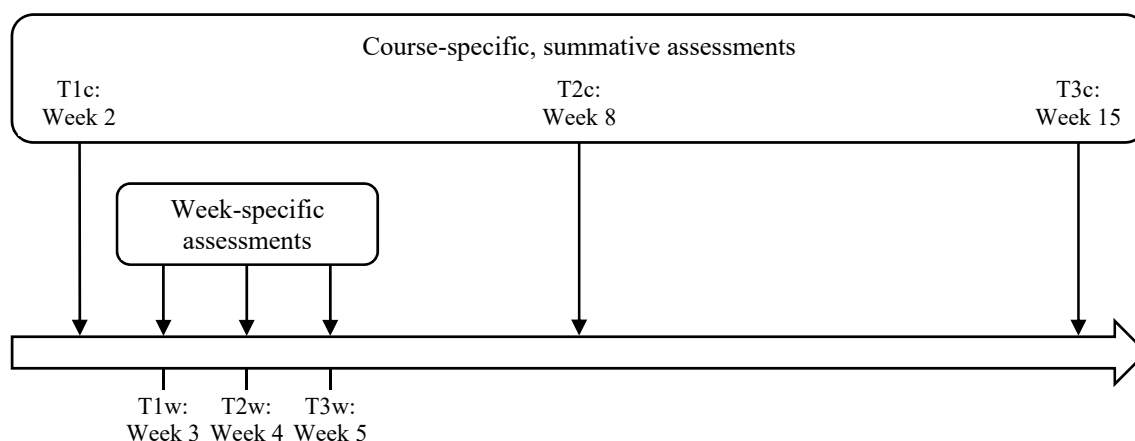 Course-specific, summative assessments
T1c:
Week 2
T2c:
Week 8
T3c:
Week 15
Week-specific
assessments
T1w:
Week 3
T2w:
Week 4
T3w:
Week 5